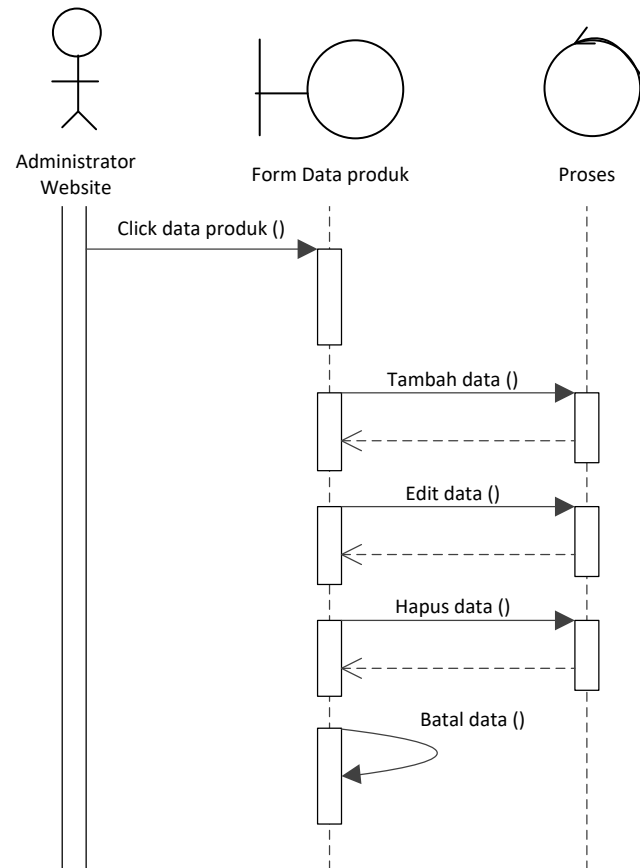 Administrator
Website
Form Data produk
Proses
Click data produk ()
Tambah data ()
Edit data ()
Hapus data ()
Batal data ()